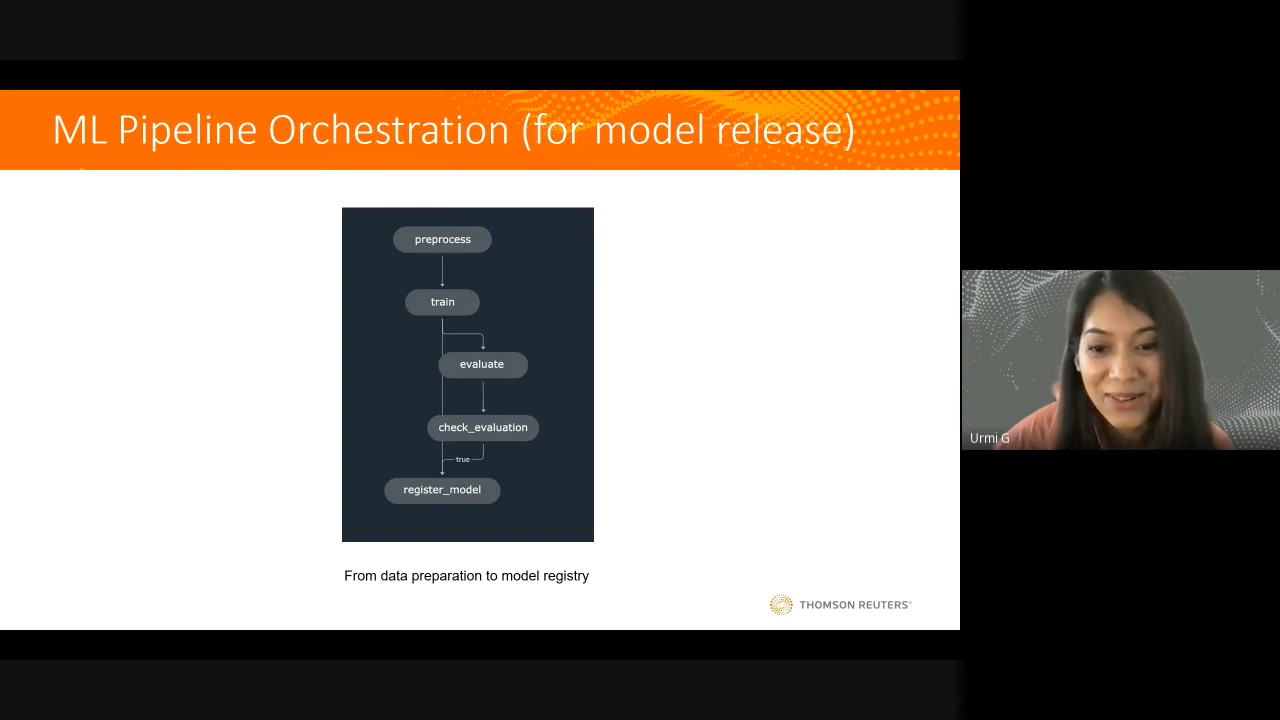 ML Pipeline Orchestration (for model release)
preprocess
train
evaluate
check_evaluation
true
register_model
From data preparation to model registry
THOMSON REUTERS®
Urmi G